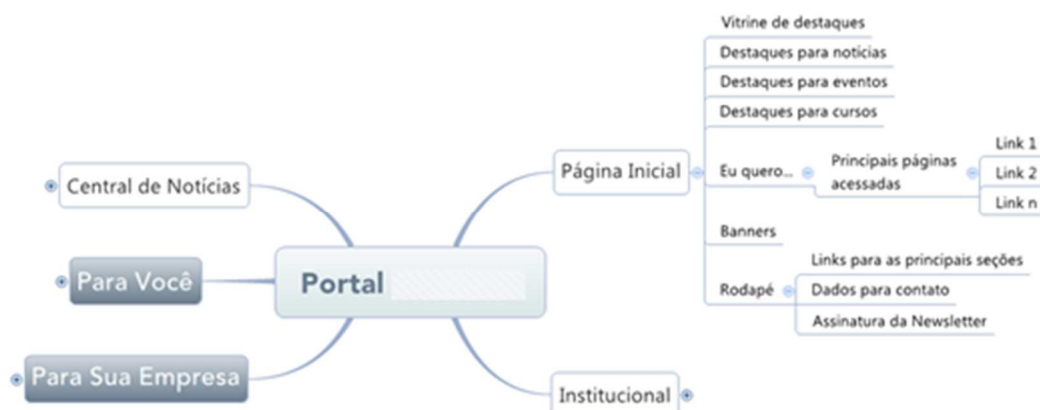 Vitrine de destaques
Destaques para notícias
Destaques para eventos
Destaques para cursos
Página Inicial
Eu quero...
Principais páginas
acessadas
Link 1
Link 2
Link n
Banners
Rodapé
Links para as principais seções
Dados para contato
Assinatura da Newsletter
Central de Notícias
Para Você
Portal
Para Sua Empresa
Institucional